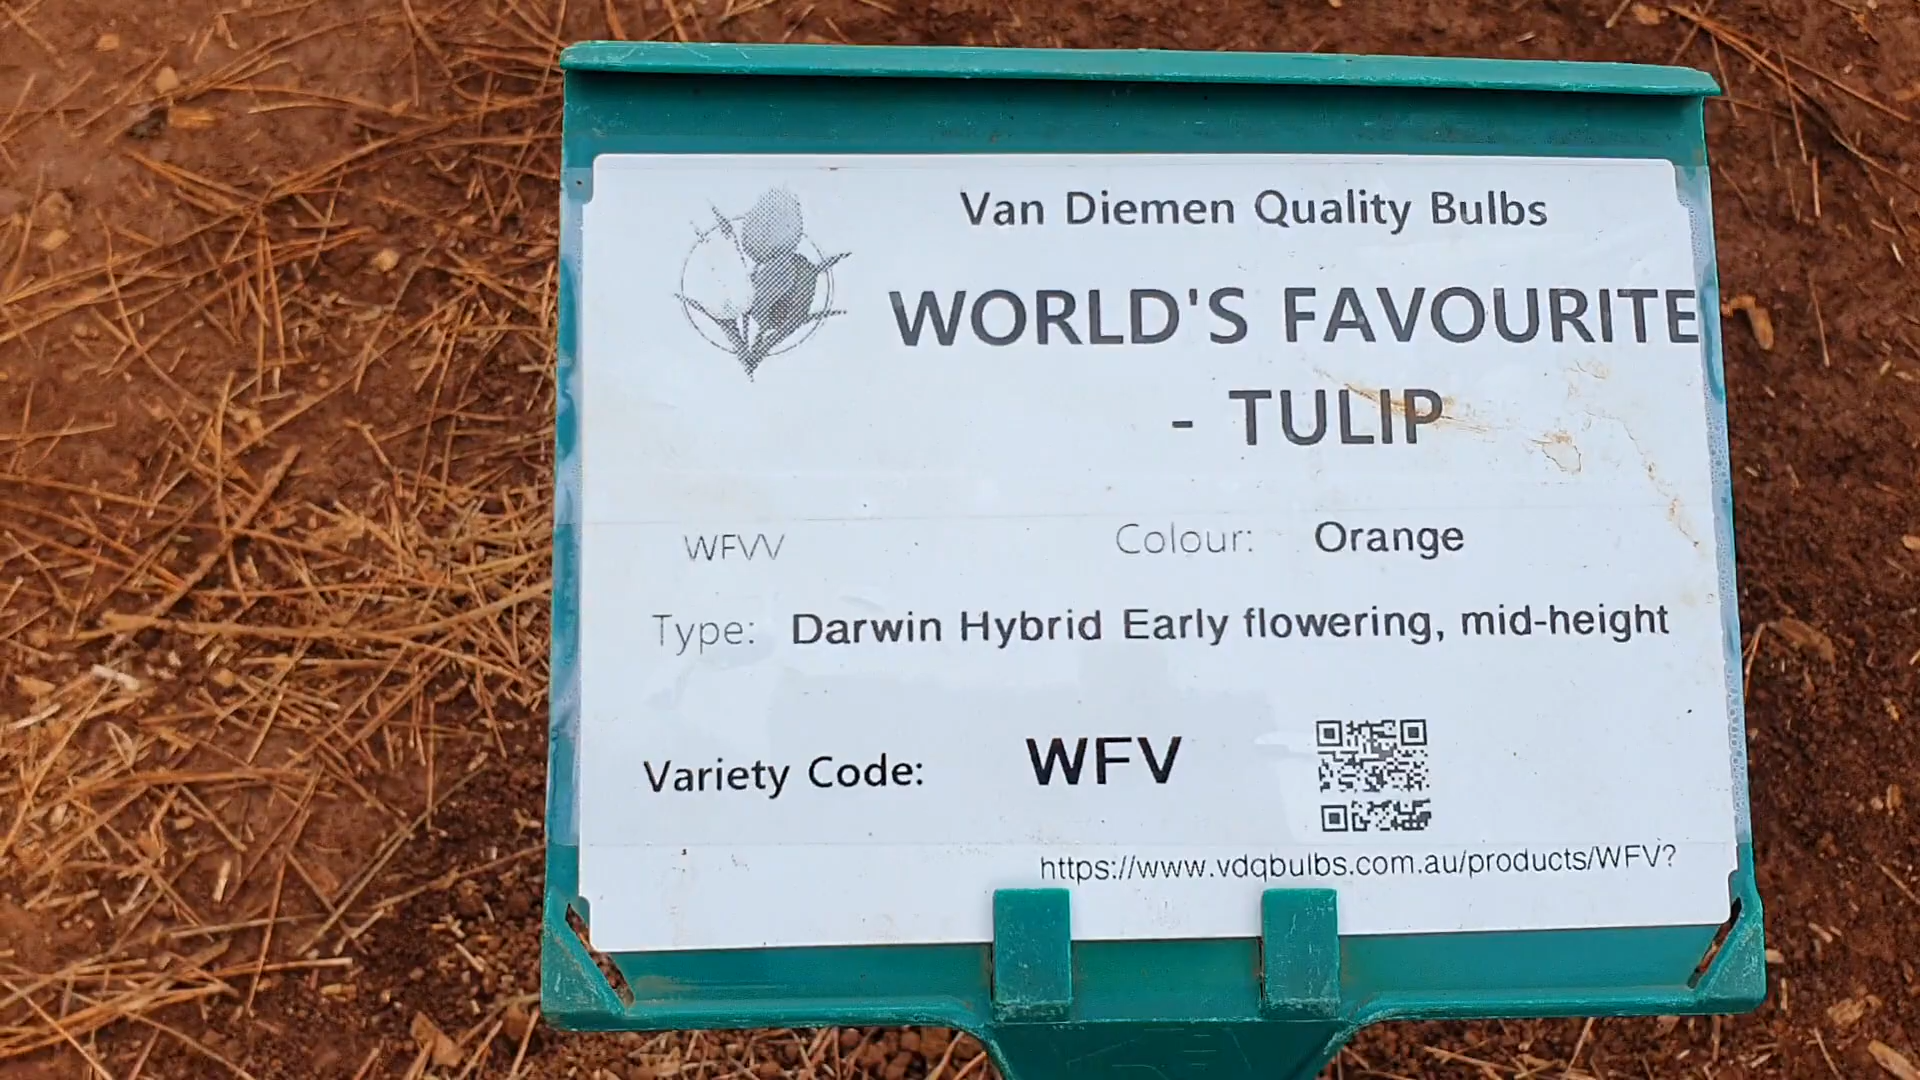 Van Diemen Quality Bulbs
WORLD'S FAVOURITE
- TULIP
WFVV Colour: Orange
Type: Darwin Hybrid Early flowering, mid-height
Variety Code: WFV
https://www.vdqbulbs.com.au/products/WFV?